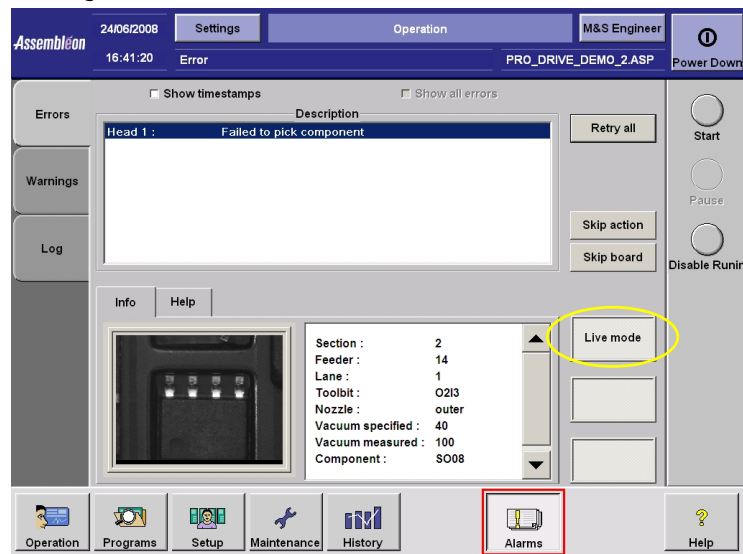 Assembléon
24/06/2008
Settings
Operation
M&S Engineer
16:41:20
Error
PRO_DRIVE_DEMO_2.ASP
Power Down
Show timestamps
Show all errors
Errors
Description
Head 1 : Failed to pick component
Retry all
Start
Warnings
Pause
Skip action
Log
Skip board
Disable Runin
Info
Help
Live mode
Section : 2
Feeder : 14
Lane : 1
Toolbit : O2I3
Nozzle : outer
Vacuum specified : 40
Vacuum measured : 100
Component : SO08
Operation
Programs
Setup
Maintenance
History
Alarms
Help